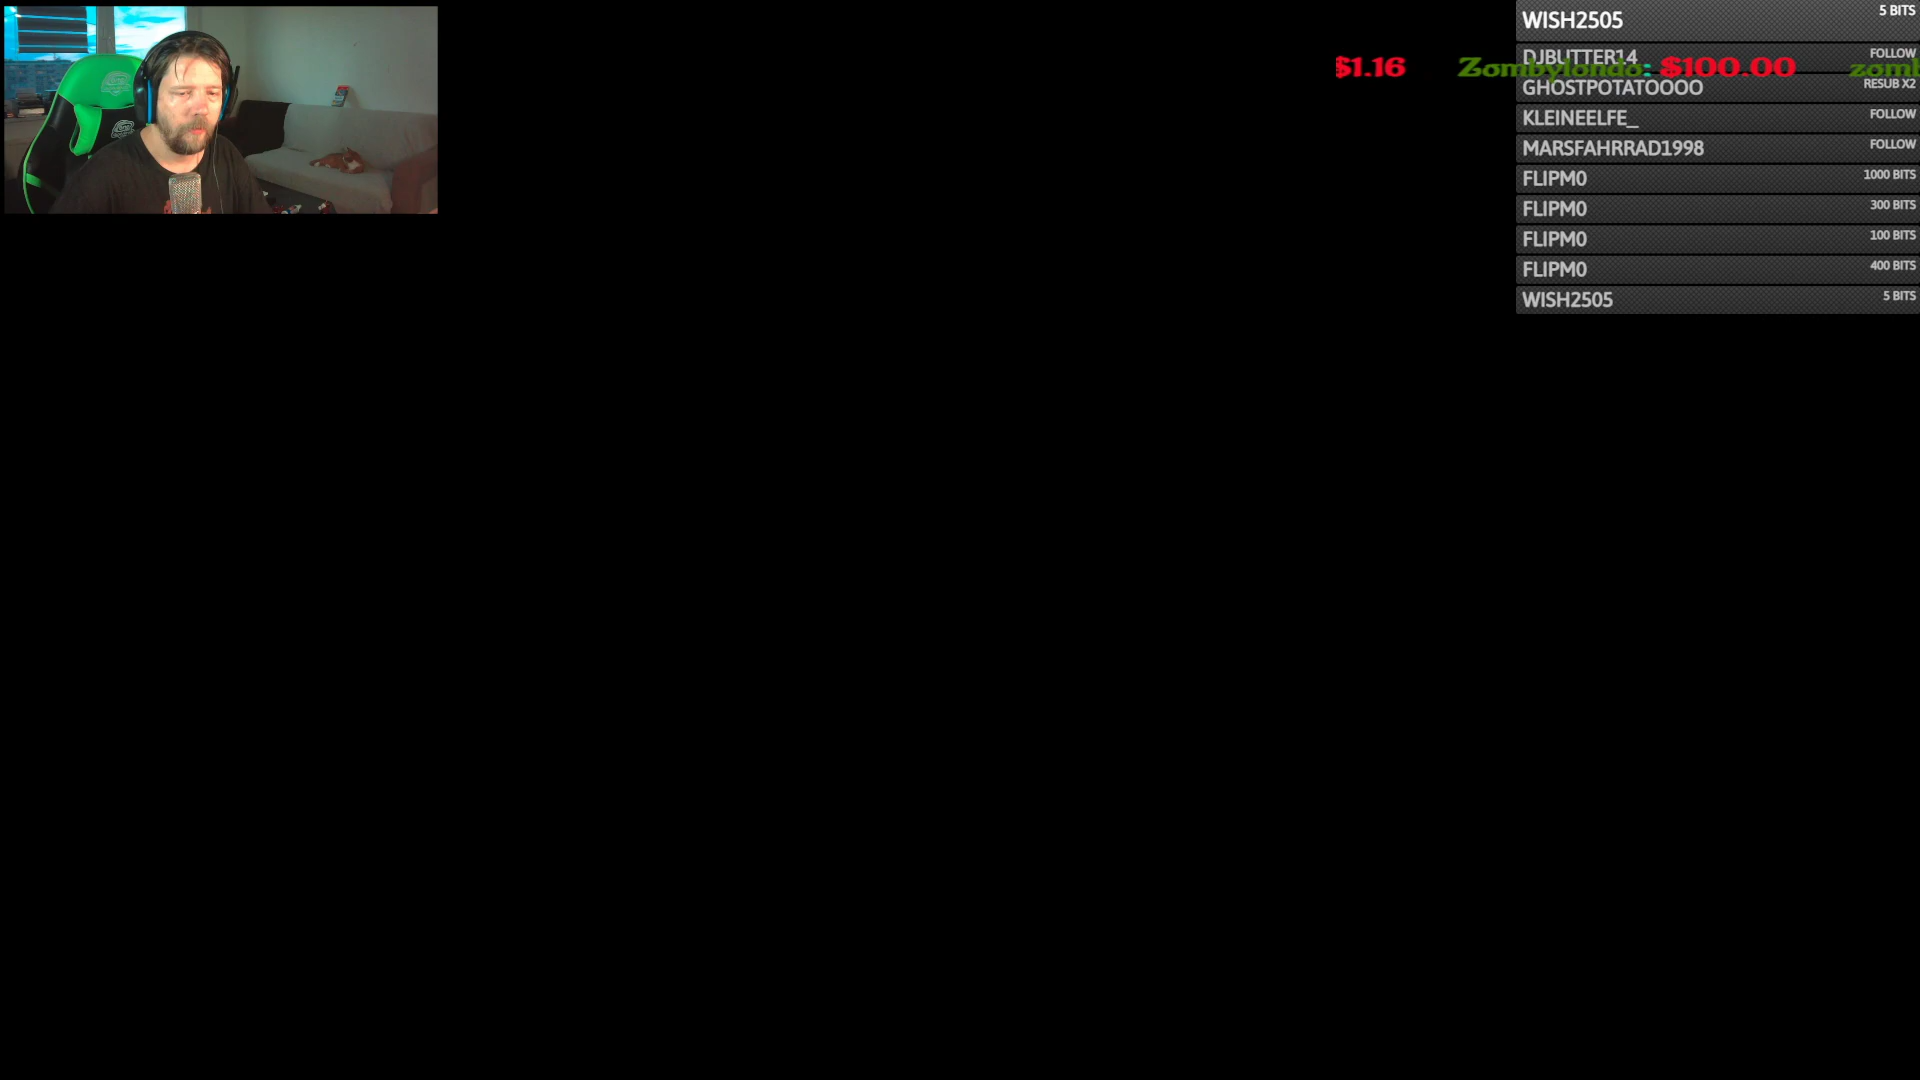 WISH2505 5 BITS
DJBUTTER14 FOLLOW
$1.16 Zombylondo: $100.00 zomb
GHOSTPOTATOOOO RESUB X2
KLEINEELFE_ FOLLOW
MARSFAHRRAD1998 FOLLOW
FLIPM0 1000 BITS
FLIPM0 300 BITS
FLIPM0 100 BITS
FLIPM0 400 BITS
WISH2505 5 BITS